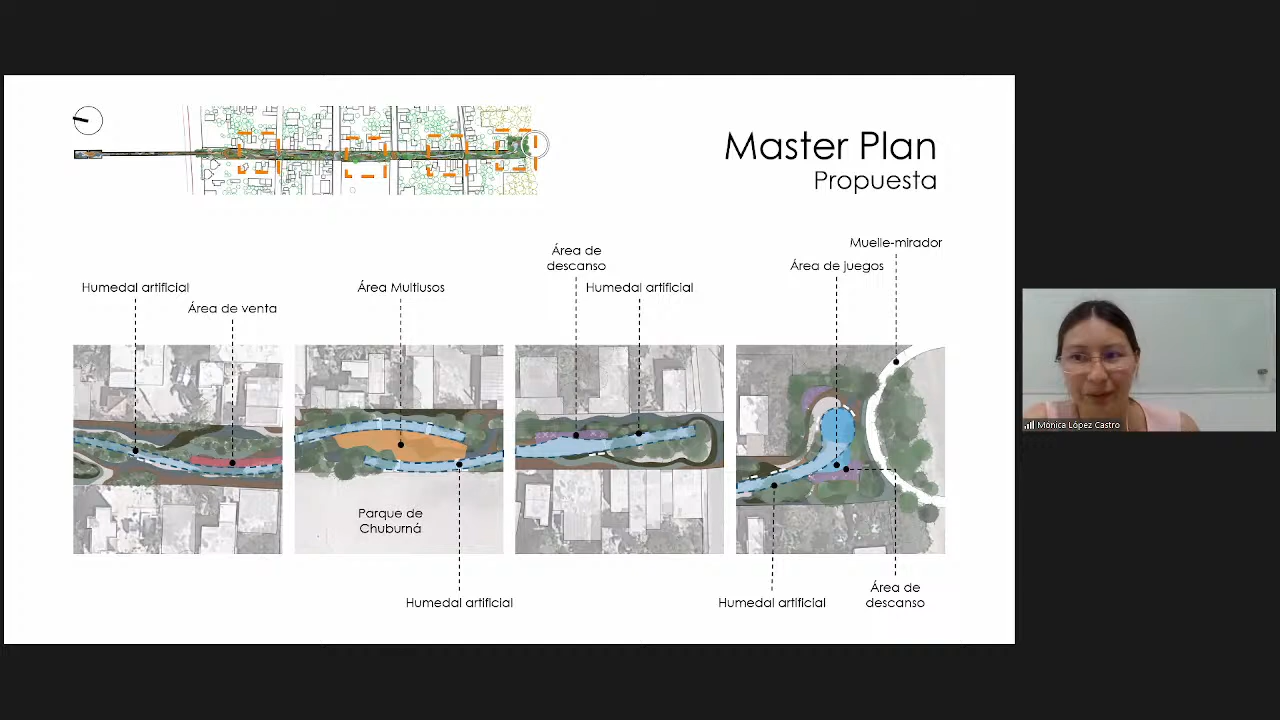 Master Plan
Propuesta
Muelle-mirador
Área de
descanso
Área de juegos
Humedal artificial
Área de venta
Área Multiusos
Humedal artificial
Parque de
Chuburná
Humedal artificial
Humedal artificial
Área de
descanso
Mónica López Castro